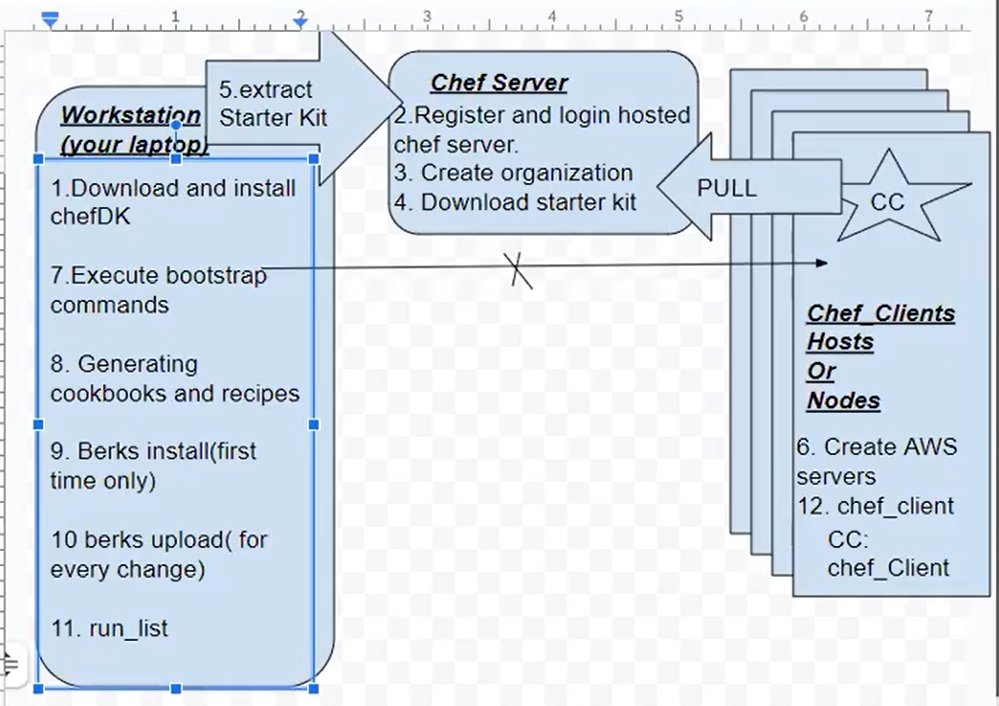 1 2 3 4 5 6 7
5.extract
Starter Kit
Workstation
(your laptop)
1.Download and install
chefDK
7.Execute bootstrap
commands
8. Generating
cookbooks and recipes
9. Berks install(first
time only)
10 berks upload( for
every change)
11. run_list
Chef Server
2.Register and login hosted
chef server.
3. Create organization
4. Download starter kit
PULL
CC
Chef_Clients
Hosts
Or
Nodes
6. Create AWS
servers
12. chef_client
CC:
chef_Client